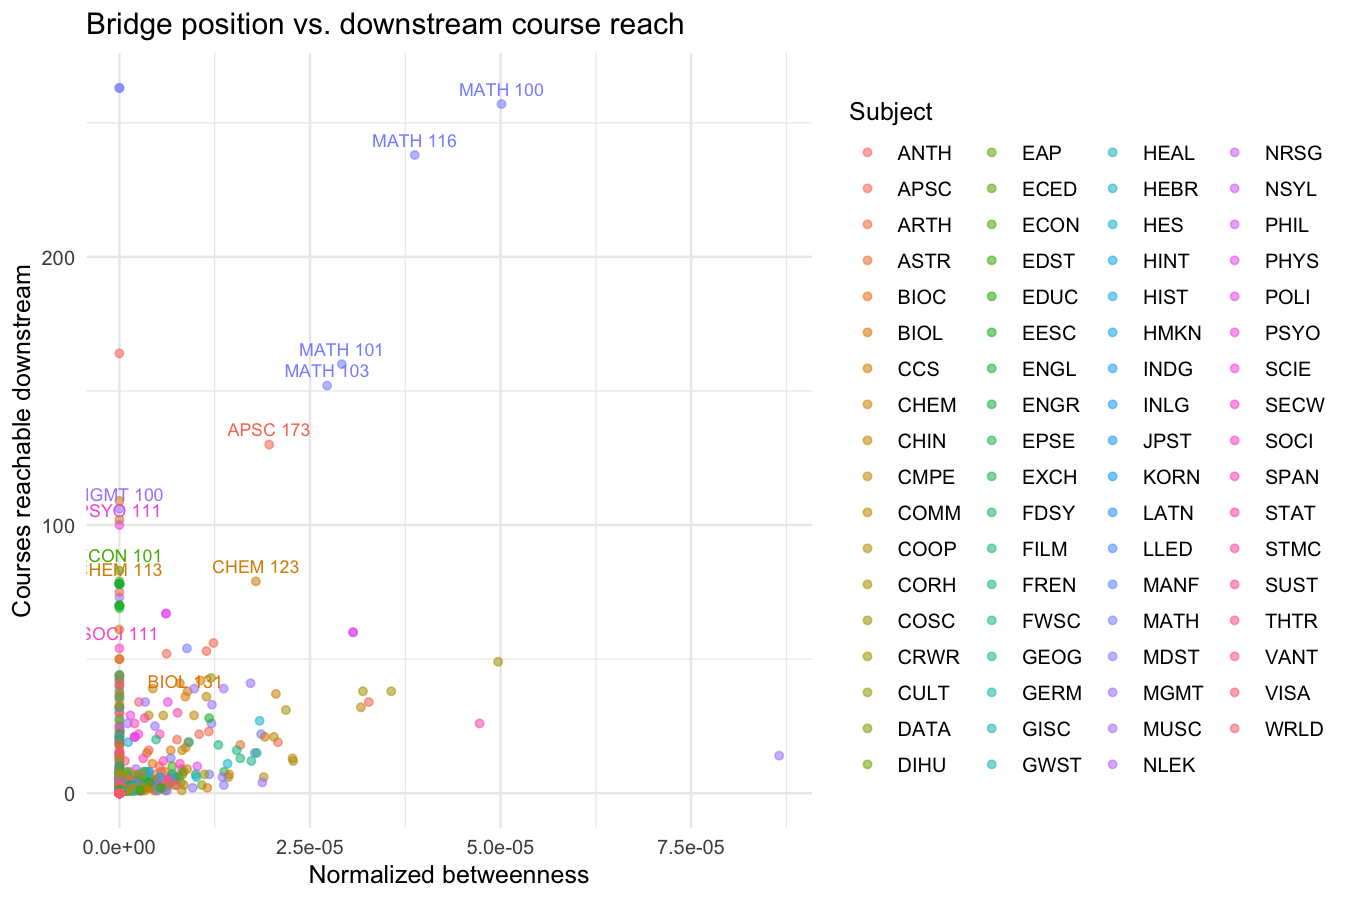 Bridge position vs. downstream course reach
MATH 100
MATH 116
MATH 101
MATH 103
APSC 173
MGMT 100
PSYO 111
ECON 101
CHEM 113
CHEM 123
SOCI 111
BIOL 131
Courses reachable downstream
200
100
0
0.0e+00 2.5e-05 5.0e-05 7.5e-05
Normalized betweenness
Subject
ANTH EAP HEAL NRSG
APSC ECED HEBR NSYL
ARTH ECON HES PHIL
ASTR EDST HINT PHYS
BIOC EDUC HIST POLI
BIOL EESC HMKN PSYO
CCS ENGL INDG SCIE
CHEM ENGR INLG SECW
CHIN EPSE JPST SOCI
CMPE EXCH KORN SPAN
COMM FDSY LATN STAT
COOP FILM LLED STMC
CORH FREN MANF SUST
COSC FWSC MATH THTR
CRWR GEOG MDST VANT
CULT GERM MGMT VISA
DATA GISC MUSC WRLD
DIHU GWST NLEK